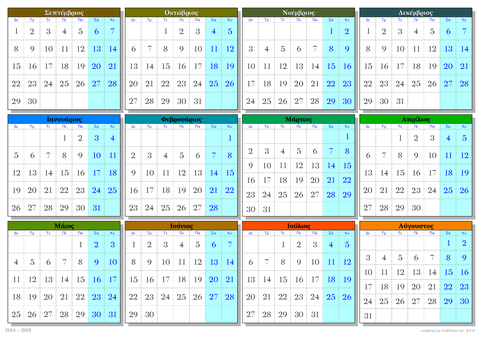 Σεπτέμβριος
Δε Τρ Τε Πε Πα Σα Κυ
1 2 3 4 5 6 7
8 9 10 11 12 13 14
15 16 17 18 19 20 21
22 23 24 25 26 27 28
29 30
Οκτώβριος
Δε Τρ Τε Πε Πα Σα Κυ
1 2 3 4 5
6 7 8 9 10 11 12
13 14 15 16 17 18 19
20 21 22 23 24 25 26
27 28 29 30 31
Νοέμβριος
Δε Τρ Τε Πε Πα Σα Κυ
1 2
3 4 5 6 7 8 9
10 11 12 13 14 15 16
17 18 19 20 21 22 23
24 25 26 27 28 29 30
Δεκέμβριος
Δε Τρ Τε Πε Πα Σα Κυ
1 2 3 4 5 6 7
8 9 10 11 12 13 14
15 16 17 18 19 20 21
22 23 24 25 26 27 28
29 30 31
Ιανουάριος
Δε Τρ Τε Πε Πα Σα Κυ
1 2 3 4
5 6 7 8 9 10 11
12 13 14 15 16 17 18
19 20 21 22 23 24 25
26 27 28 29 30 31
Φεβρουάριος
Δε Τρ Τε Πε Πα Σα Κυ
1
2 3 4 5 6 7 8
9 10 11 12 13 14 15
16 17 18 19 20 21 22
23 24 25 26 27 28
Μάρτιος
Δε Τρ Τε Πε Πα Σα Κυ
1
2 3 4 5 6 7 8
9 10 11 12 13 14 15
16 17 18 19 20 21 22
23 24 25 26 27 28 29
30 31
Απρίλιος
Δε Τρ Τε Πε Πα Σα Κυ
1 2 3 4 5
6 7 8 9 10 11 12
13 14 15 16 17 18 19
20 21 22 23 24 25 26
27 28 29 30
Μάιος
Δε Τρ Τε Πε Πα Σα Κυ
1 2 3
4 5 6 7 8 9 10
11 12 13 14 15 16 17
18 19 20 21 22 23 24
25 26 27 28 29 30 31
Ιούνιος
Δε Τρ Τε Πε Πα Σα Κυ
1 2 3 4 5 6 7
8 9 10 11 12 13 14
15 16 17 18 19 20 21
22 23 24 25 26 27 28
29 30
Ιούλιος
Δε Τρ Τε Πε Πα Σα Κυ
1 2 3 4 5
6 7 8 9 10 11 12
13 14 15 16 17 18 19
20 21 22 23 24 25 26
27 28 29 30 31
Αύγουστος
Δε Τρ Τε Πε Πα Σα Κυ
1 2
3 4 5 6 7 8 9
10 11 12 13 14 15 16
17 18 19 20 21 22 23
24 25 26 27 28 29 30
31
2014 – 2015
powered by Callirhoe ver.